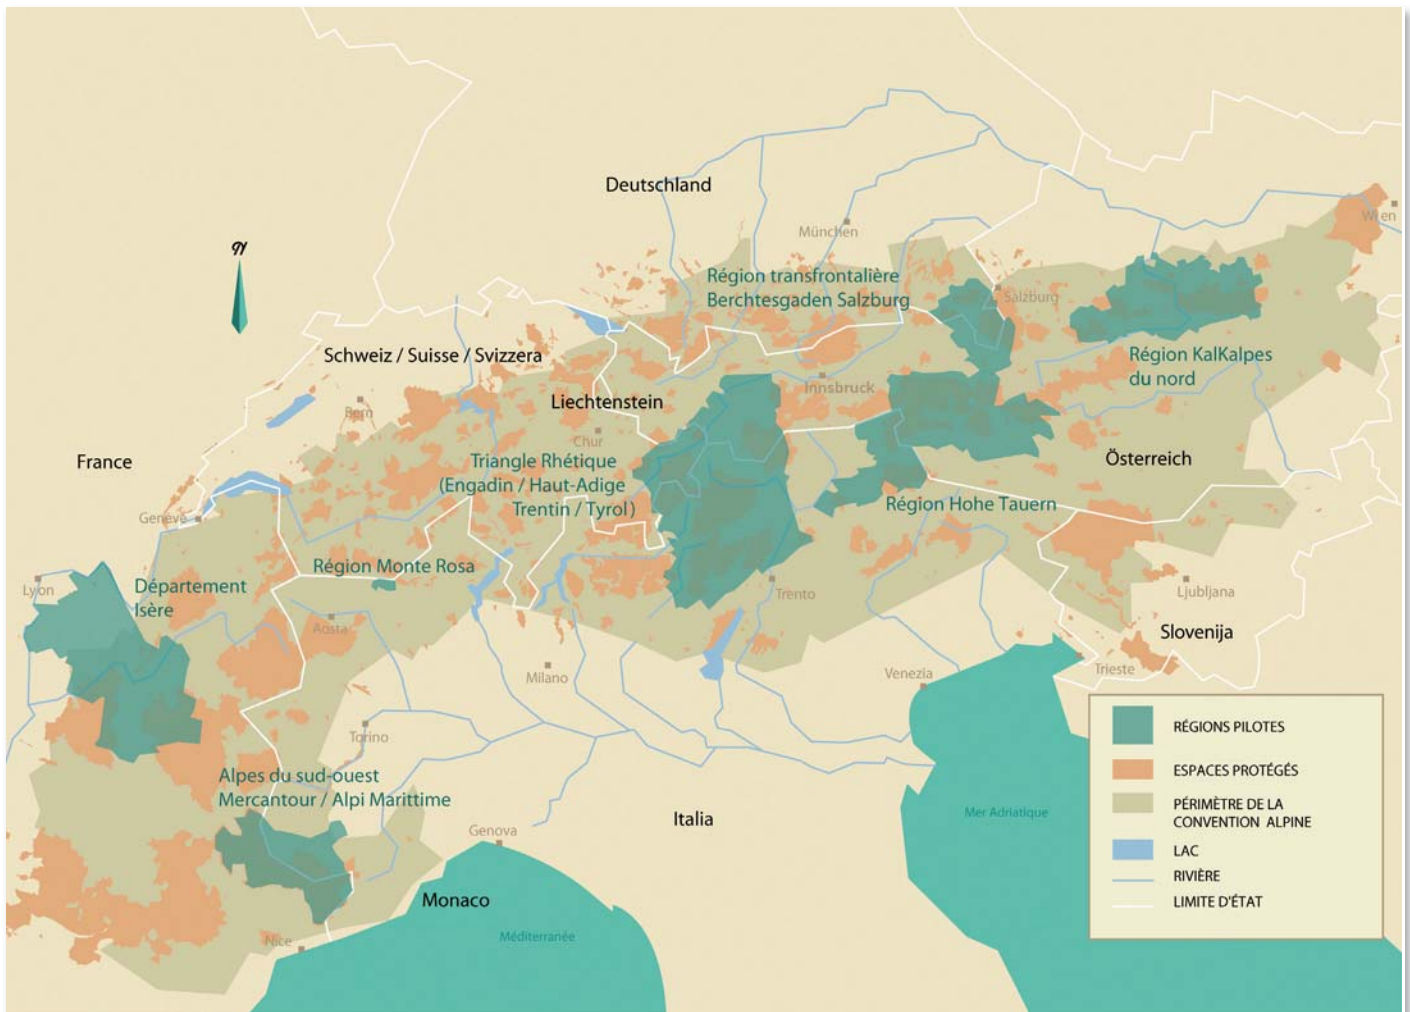 Deutschland
München
Wien
Région transfrontalière
Berchtesgaden Salzburg
Salzburg
Schweiz / Suisse / Svizzera
Région KalKalpes
du nord
Innsbruck
Liechtenstein
Bern
Chur
France
Triangle Rhétique
(Engadin / Haut-Adige
Trentin / Tyrol)
Österreich
Région Hohe Tauern
Genève
Région Monte Rosa
Lyon
Département
Isère
Aosta
Trento
Ljubljana
Slovenija
Milano
Venezia
Trieste
Torino
Alpes du sud-ouest
Mercantour / Alpi Marittime
Genova
Italia
Mer Adriatique
Monaco
Nice
Méditerranée
RÉGIONS PILOTES
ESPACES PROTÉGÉS
PÉRIMÈTRE DE LA
CONVENTION ALPINE
LAC
RIVIÈRE
LIMITE D'ÉTAT